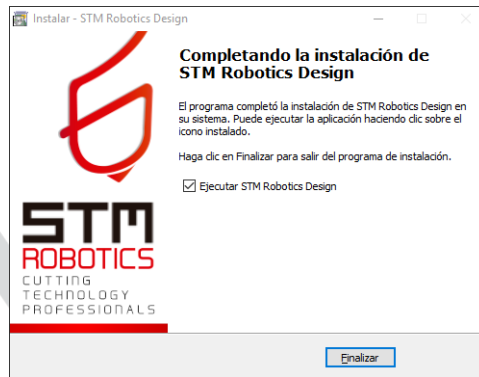 Instalar - STM Robotics Design
Completando la instalación de
STM Robotics Design
El programa completó la instalación de STM Robotics Design en
su sistema. Puede ejecutar la aplicación haciendo clic sobre el
icono instalado.
Haga clic en Finalizar para salir del programa de instalación.
Ejecutar STM Robotics Design
STM
ROBOTICS
CUTTING
TECHNOLOGY
PROFESSIONALS
Finalizar